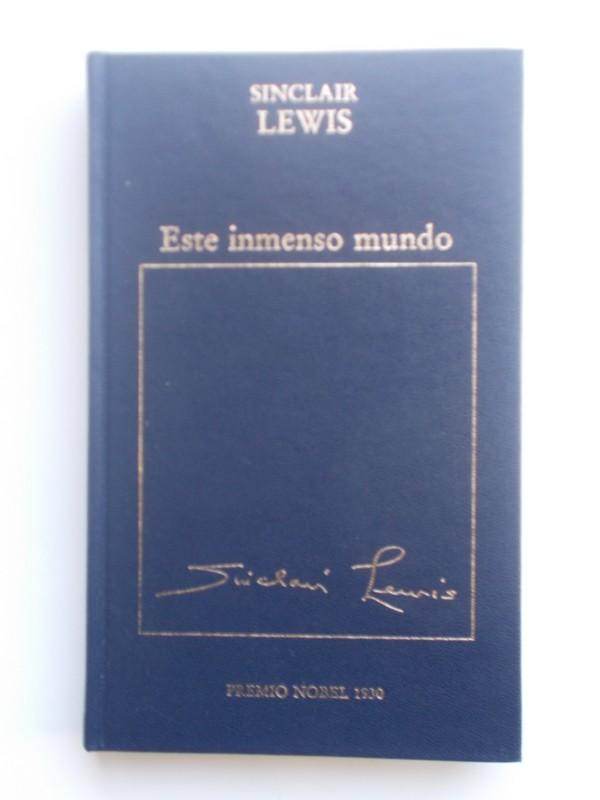 SINCLAIR
LEWIS
Este inmenso mundo
Sinclair Lewis
PREMIO NOBEL 1930